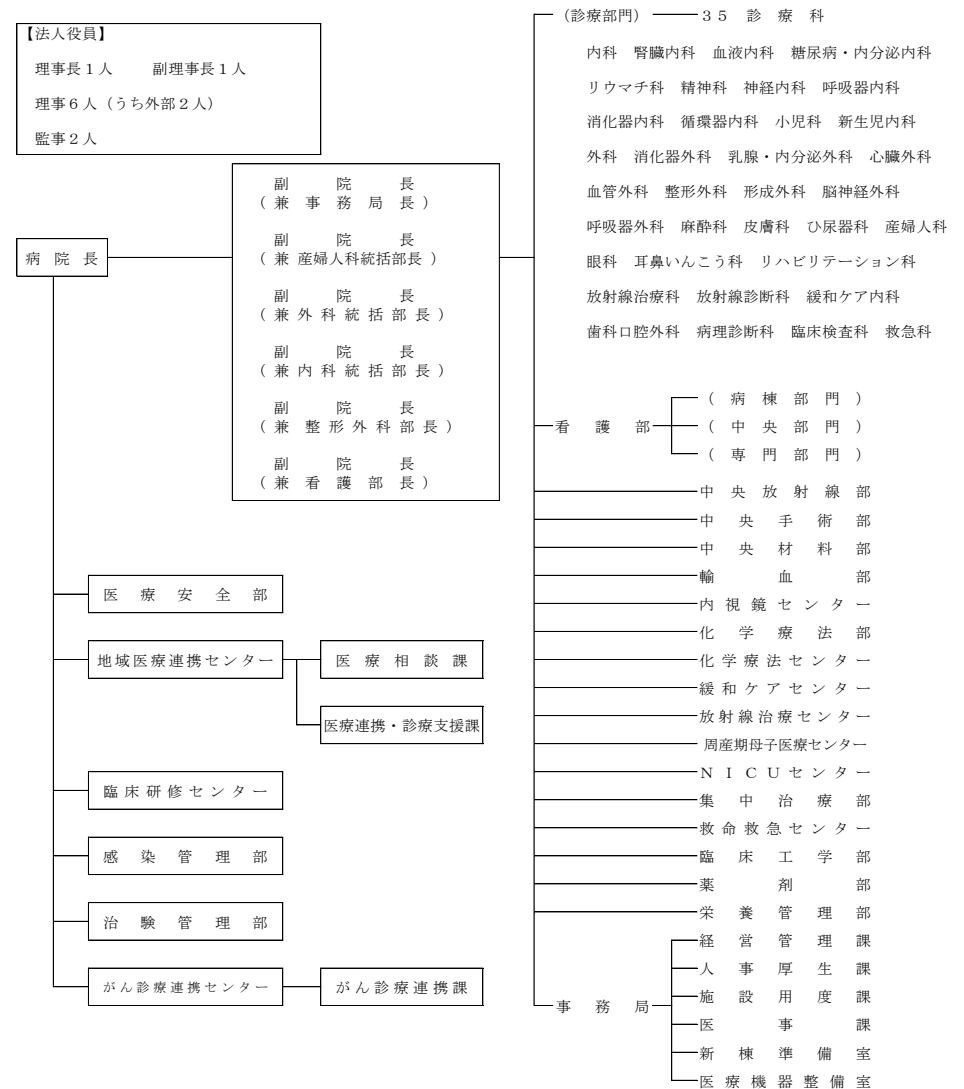 【法人役員】
理事長１人　　副理事長１人
理事６人（うち外部２人）
監事２人
病院長
副院長
（兼事務局長）
副院長
（兼産婦人科統括部長）
副院長
（兼外科統括部長）
副院長
（兼内科統括部長）
副院長
（兼整形外科部長）
副院長
（兼看護部長）
医療安全部
地域医療連携センター
医療相談課
医療連携・診療支援課
臨床研修センター
感染管理部
治験管理部
がん診療連携センター
がん診療連携課
（診療部門）　３５診療科
内科　腎臓内科　血液内科　糖尿病・内分泌内科
リウマチ科　精神科　神経内科　呼吸器内科
消化器内科　循環器内科　小児科　新生児内科
外科　消化器外科　乳腺・内分泌外科　心臓外科
血管外科　整形外科　形成外科　脳神経外科
呼吸器外科　麻酔科　皮膚科　ひ尿器科　産婦人科
眼科　耳鼻いんこう科　リハビリテーション科
放射線治療科　放射線診断科　緩和ケア内科
歯科口腔外科　病理診断科　臨床検査科　救急科
看護部
（病棟部門）
（中央部門）
（専門部門）
中央放射線部
中央手術部
中央材料部
輸血部
内視鏡センター
化学療法部
化学療法センター
緩和ケアセンター
放射線治療センター
周産期母子医療センター
ＮＩＣＵセンター
集中治療部
救命救急センター
臨床工学部
薬剤部
栄養管理部
事務局
経営管理課
人事厚生課
施設用度課
医事課
新棟準備室
医療機器整備室